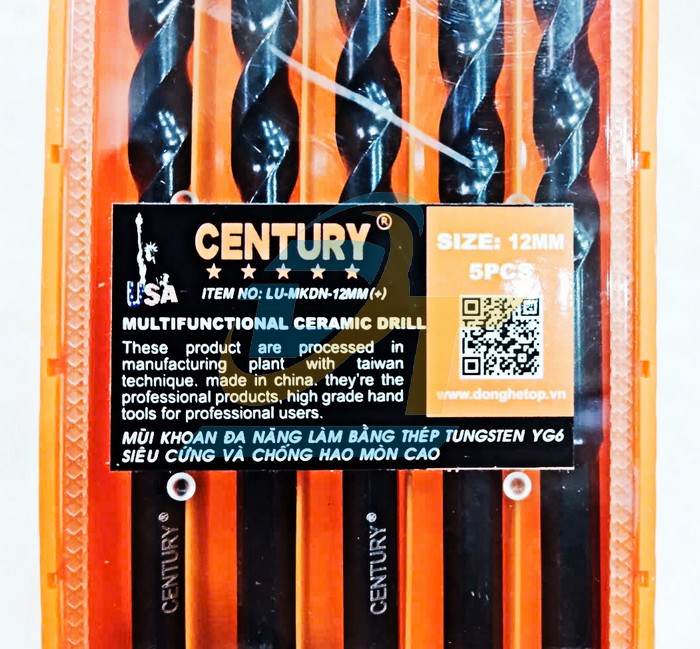 CENTURY®
USA
ITEM NO: LU-MKDN-12MM(+)
MULTIFUNCTIONAL CERAMIC DRILL
These product are processed in
manufacturing plant with taiwan
technique. made in china. they're the
professional products, high grade hand
tools for professional users.
SIZE: 12MM
5PCS
www.donghetop.vn
MÙI KHOAN ĐA NĂNG LÀM BẰNG THÉP TUNGSTEN YG6
SIÊU CỨNG VÀ CHỐNG HAO MÒN CAO
CENTURY®
CENTURY®